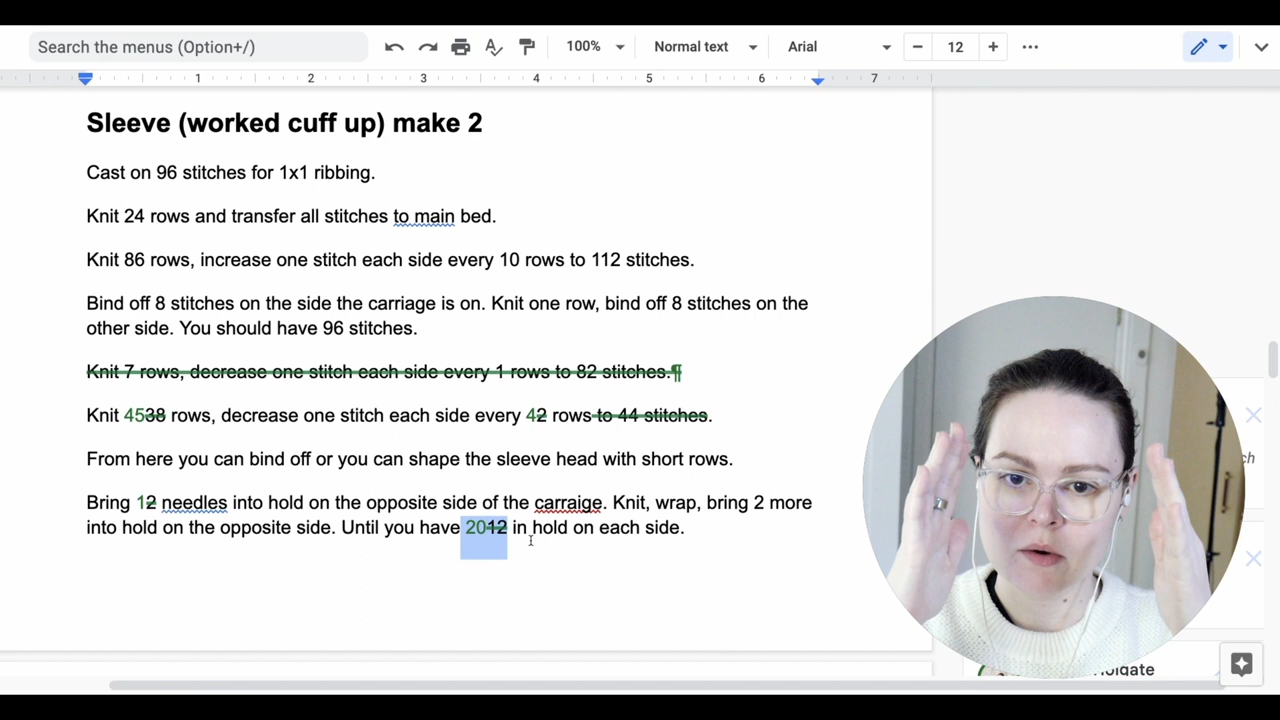 Search the menus (Option+/)
100%
Normal text
Arial
12
1 2 3 4 5 6 7
Sleeve (worked cuff up) make 2
Cast on 96 stitches for 1x1 ribbing.
Knit 24 rows and transfer all stitches to main bed.
Knit 86 rows, increase one stitch each side every 10 rows to 112 stitches.
Bind off 8 stitches on the side the carriage is on. Knit one row, bind off 8 stitches on the
other side. You should have 96 stitches.
Knit 7 rows, decrease one stitch each side every 1 rows to 82 stitches.¶
Knit 4538 rows, decrease one stitch each side every 42 rows to 44 stitches.
From here you can bind off or you can shape the sleeve head with short rows.
Bring 12 needles into hold on the opposite side of the carraige. Knit, wrap, bring 2 more
into hold on the opposite side. Until you have 2012 in hold on each side.